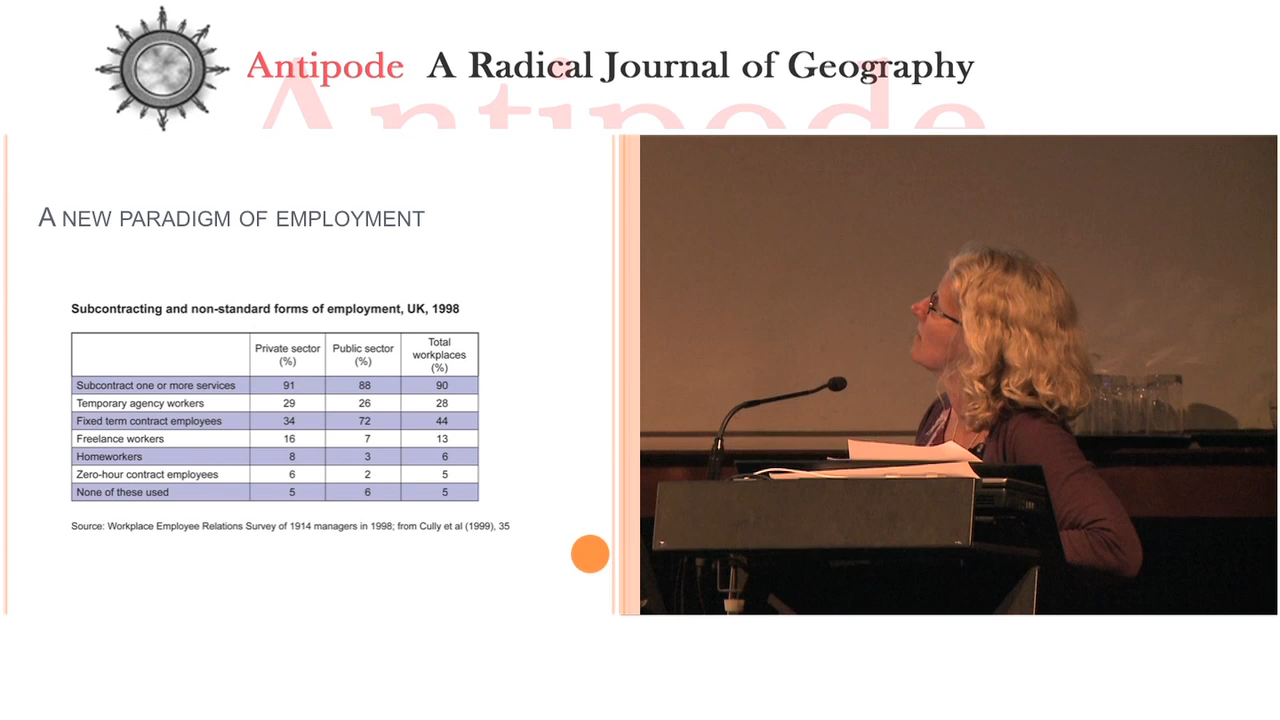 Antipode A Radical Journal of Geography
Antipode
A NEW PARADIGM OF EMPLOYMENT
Subcontracting and non-standard forms of employment, UK, 1998
Private sector (%) Public sector (%) Total workplaces (%)
Subcontract one or more services 91 88 90
Temporary agency workers 29 26 28
Fixed term contract employees 34 72 44
Freelance workers 16 7 13
Homeworkers 8 3 6
Zero-hour contract employees 6 2 5
None of these used 5 6 5
Source: Workplace Employee Relations Survey of 1914 managers in 1998; from Cully et al (1999), 35